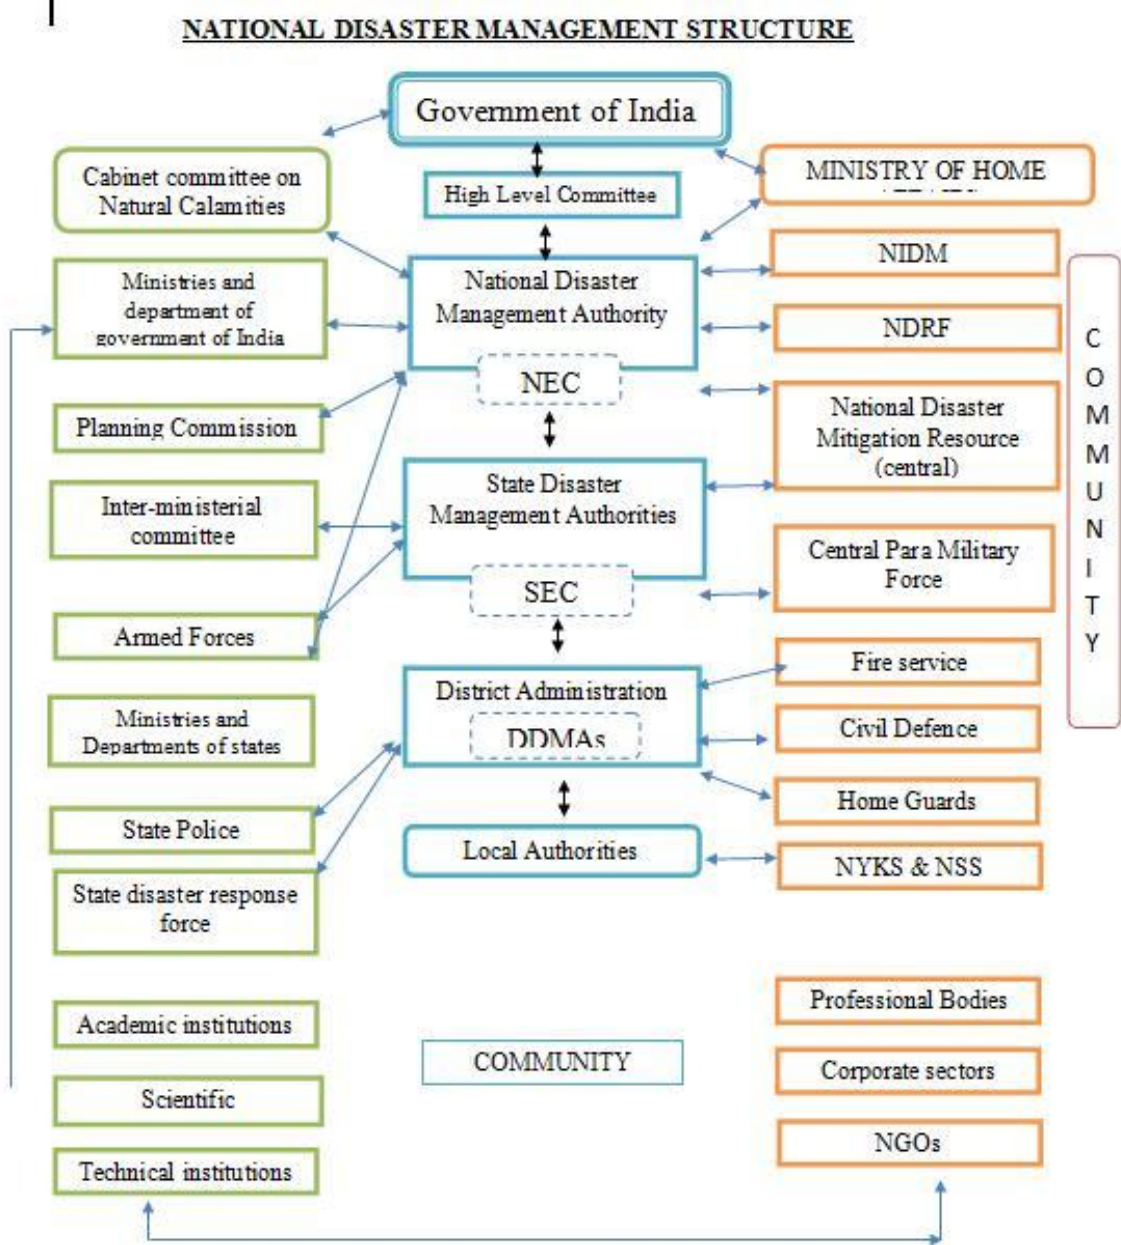 NATIONAL DISASTER MANAGEMENT STRUCTURE
Government of India
Cabinet committee on
Natural Calamities
High Level Committee
MINISTRY OF HOME
Ministries and
department of
government of India
National Disaster
Management Authority
NEC
NIDM
NDRF
Planning Commission
National Disaster
Mitigation Resource
(central)
Inter-ministerial
committee
State Disaster
Management Authorities
SEC
Central Para Military
Force
COMMUNITY
Armed Forces
Fire service
Ministries and
Departments of states
District Administration
DDMAs
Civil Defence
State Police
Home Guards
Local Authorities
NYKS & NSS
State disaster response
force
Academic institutions
Professional Bodies
COMMUNITY
Scientific
Corporate sectors
Technical institutions
NGOs